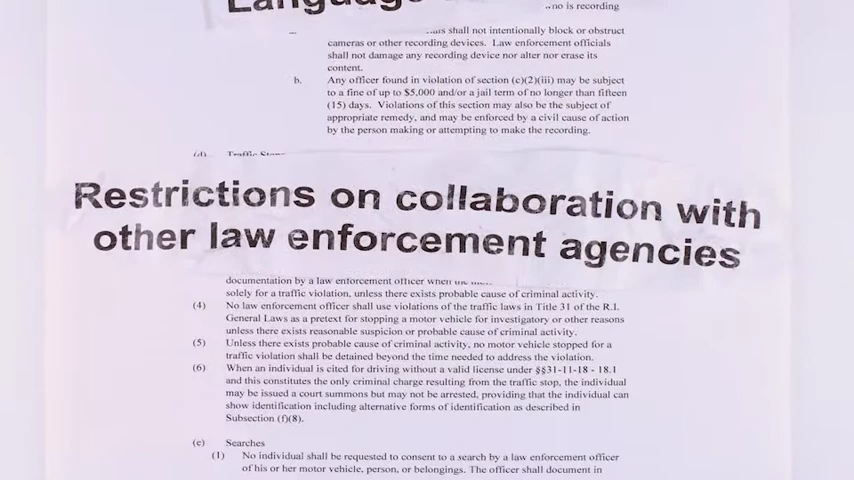 Language
who is recording
shall not intentionally block or obstruct
cameras or other recording devices. Law enforcement officials
shall not damage any recording device nor alter nor erase its
content.
b. Any officer found in violation of section (c)(2)(iii) may be subject
to a fine of up to $5,000 and/or a jail term of no longer than fifteen
(15) days. Violations of this section may also be the subject of
appropriate remedy, and may be enforced by a civil cause of action
by the person making or attempting to make the recording.
(d) Traffic Stops
Restrictions on collaboration with
other law enforcement agencies
documentation by a law enforcement officer when the
solely for a traffic violation, unless there exists probable cause of criminal activity.
(4) No law enforcement officer shall use violations of the traffic laws in Title 31 of the R.I.
General Laws as a pretext for stopping a motor vehicle for investigatory or other reasons
unless there exists reasonable suspicion or probable cause of criminal activity.
(5) Unless there exists probable cause of criminal activity, no motor vehicle stopped for a
traffic violation shall be detained beyond the time needed to address the violation.
(6) When an individual is cited for driving without a valid license under §§31-11-18 - 18.1
and this constitutes the only criminal charge resulting from the traffic stop, the individual
may be issued a court summons but may not be arrested, providing that the individual can
show identification including alternative forms of identification as described in
Subsection (f)(8).
(e) Searches
(1) No individual shall be requested to consent to a search by a law enforcement officer
of his or her motor vehicle, person, or belongings. The officer shall document in